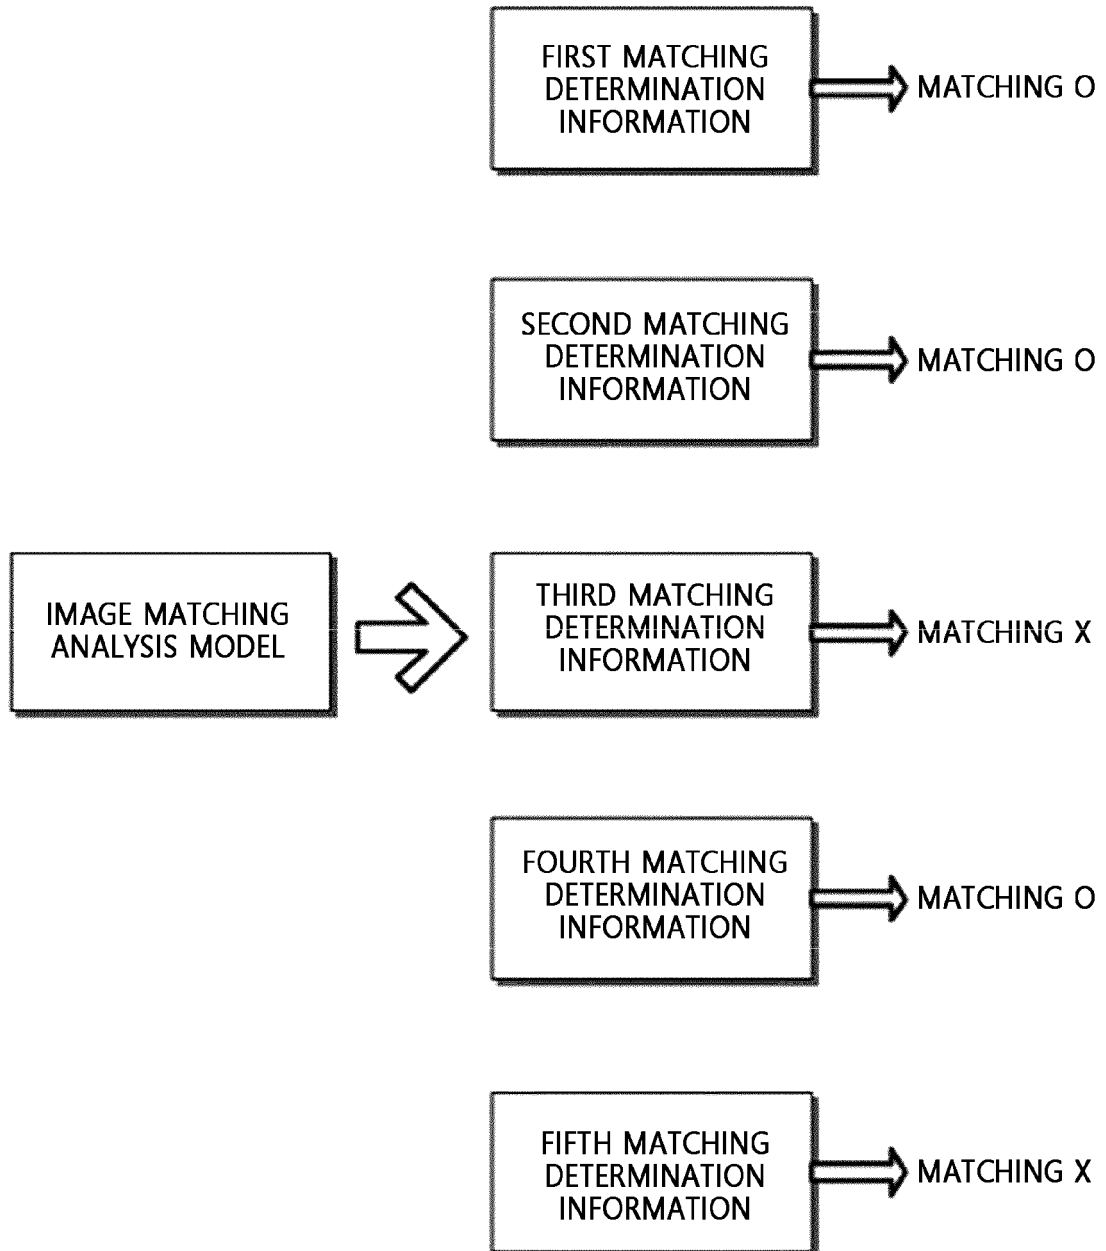 FIRST MATCHING
DETERMINATION
INFORMATION
MATCHING O
SECOND MATCHING
DETERMINATION
INFORMATION
MATCHING O
IMAGE MATCHING
ANALYSIS MODEL
THIRD MATCHING
DETERMINATION
INFORMATION
MATCHING X
FOURTH MATCHING
DETERMINATION
INFORMATION
MATCHING O
FIFTH MATCHING
DETERMINATION
INFORMATION
MATCHING X